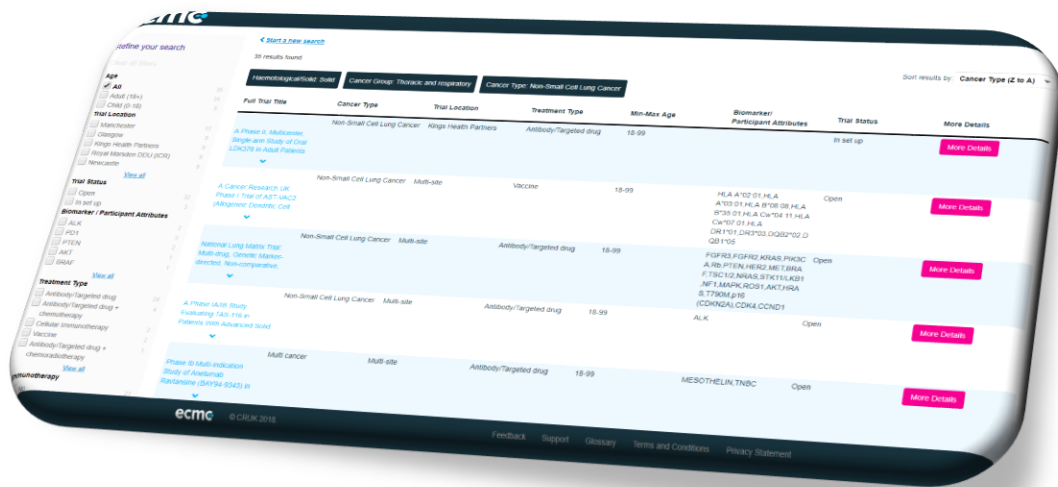 ecmc
Refine your search
Clear all filters
Age
All
Adult (18+)
Child (0-18)
Trial Location
Manchester
Glasgow
Kings Health Partners
Royal Marsden DDU (ICR)
Newcastle
View all
Trial Status
Open
In set up
Biomarker / Participant Attributes
ALK
PD1
PTEN
AKT
BRAF
View all
Treatment Type
Antibody/Targeted drug
Antibody/Targeted drug +
chemotherapy
Cellular Immunotherapy
Vaccine
Antibody/Targeted drug +
chemoradiotherapy
View all
Start a new search
35 results found
Sort results by: Cancer Type (Z to A)
Haemotological/Solid: Solid
Cancer Group: Thoracic and respiratory
Cancer Type: Non-Small Cell Lung Cancer
Full Trial Title Cancer Type Trial Location Treatment Type Min-Max Age Biomarker/ Participant Attributes Trial Status More Details
A Phase II, Multicenter,
Single-arm Study of Oral
LDK378 in Adult Patients
Non-Small Cell Lung Cancer Kings Health Partners Antibody/Targeted drug 18-99 In set up More Details
A Cancer Research UK
Phase I Trial of AST-VAC2
(Allogeneic Dendritic Cell
Non-Small Cell Lung Cancer Multi-site Vaccine 18-99
HLA A*02:01,HLA
A*03:01,HLA B*08:08,HLA
B*35:01,HLA Cw*04:11,HLA
Cw*07:01,HLA
DR1*01,DR3*03,DQB2*02,D
QB1*05
Open More Details
National Lung Matrix Trial:
Multi-drug, Genetic Marker-
directed, Non-comparative,
Non-Small Cell Lung Cancer Multi-site Antibody/Targeted drug 18-99
FGFR3,FGFR2,KRAS,PIK3C
A,Rb,PTEN,HER2,MET,BRA
F,TSC1/2,NRAS,STK11/LKB1
,NF1,MAPK,ROS1,AKT,HRA
S,T790M,p16
(CDKN2A),CDK4,CCND1
Open More Details
A Phase IA/IB Study
Evaluating TAS-116 in
Patients With Advanced Solid
Non-Small Cell Lung Cancer Multi-site Antibody/Targeted drug 18-99 ALK Open More Details
Phase Ib Multi-indication
Study of Anetumab
Ravtansine (BAY94-9343) in
Multi cancer Multi-site Antibody/Targeted drug 18-99 MESOTHELIN,TNBC Open More Details
ecmc © CRUK 2018 Feedback Support Glossary Terms and Conditions Privacy Statement